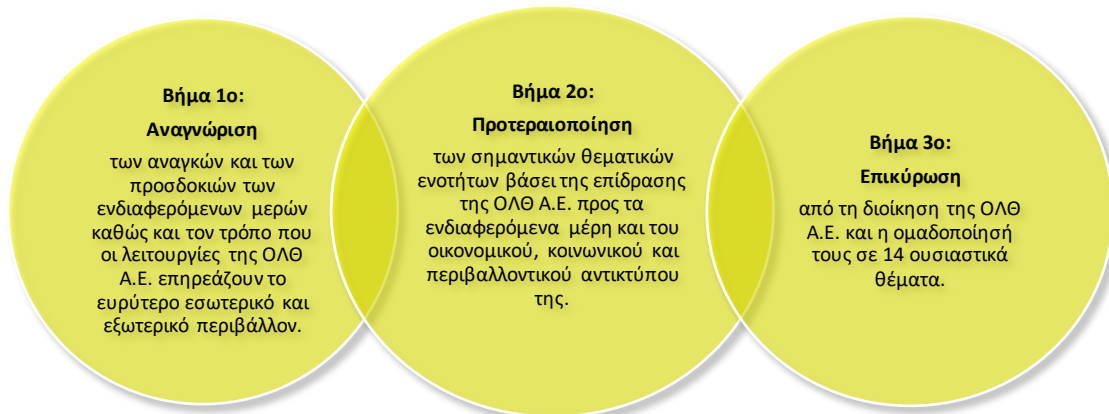 Βήμα 1ο:
Αναγνώριση
των αναγκών και των
προσδοκιών των
ενδιαφερόμενων μερών
καθώς και τον τρόπο που
οι λειτουργίες της ΟΛΘ
Α.Ε. επηρεάζουν το
ευρύτερο εσωτερικό και
εξωτερικό περιβάλλον.
Βήμα 2ο:
Προτεραιοποίηση
των σημαντικών θεματικών
ενοτήτων βάσει της επίδρασης
της ΟΛΘ Α.Ε. προς τα
ενδιαφερόμενα μέρη και του
οικονομικού, κοινωνικού και
περιβαλλοντικού αντικτύπου
της.
Βήμα 3ο:
Επικύρωση
από τη διοίκηση της ΟΛΘ
Α.Ε. και η ομαδοποίησή
τους σε 14 ουσιαστικά
θέματα.